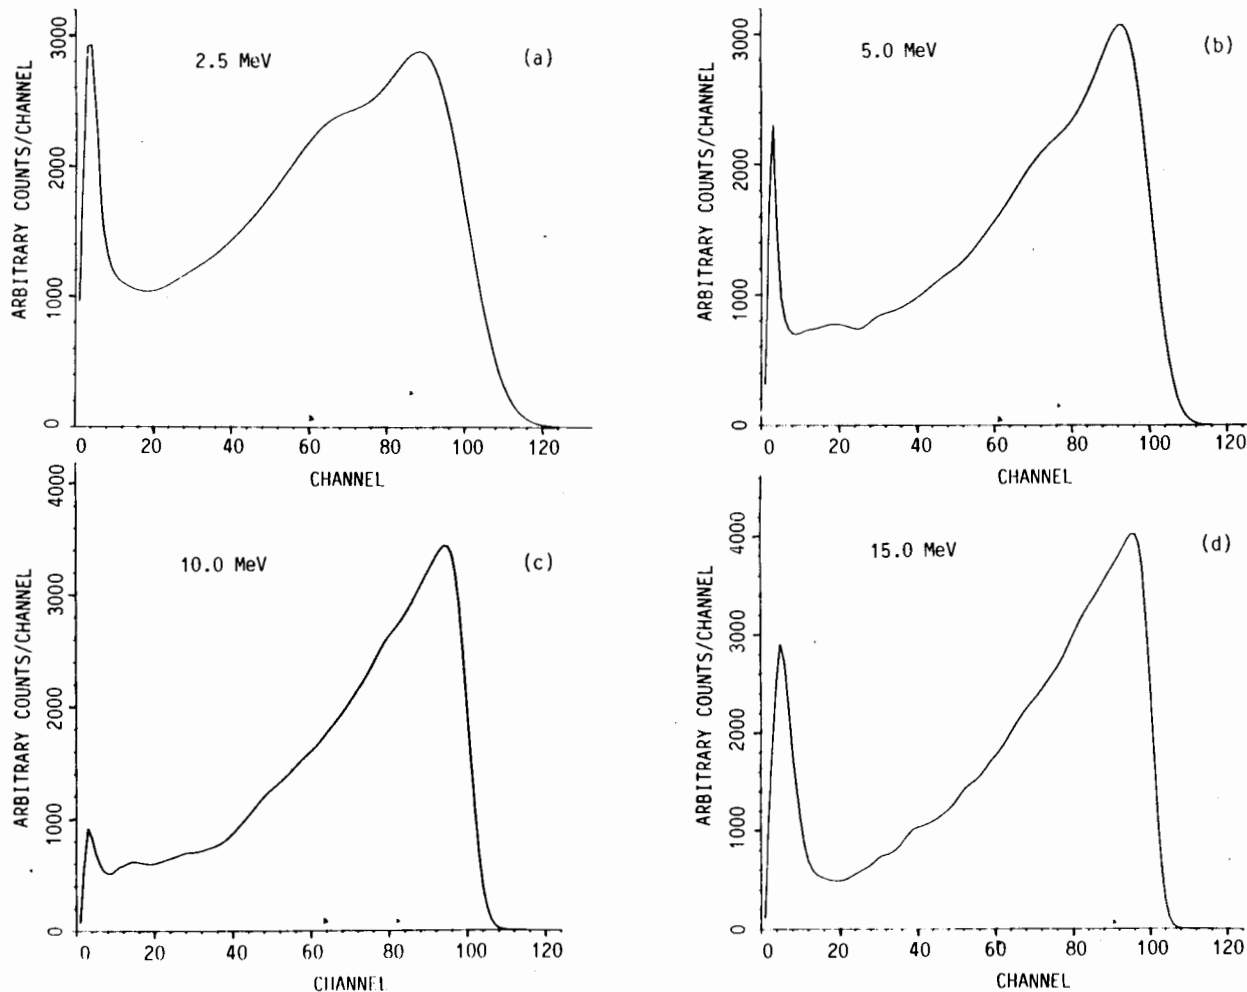 3000
2.5 MeV
(a)
2000
1000
0
ARBITRARY COUNTS/CHANNEL
0 20 40 60 80 100 120
CHANNEL
3000
5.0 MeV
(b)
2000
1000
0
ARBITRARY COUNTS/CHANNEL
0 20 40 60 80 100 120
CHANNEL
4000
10.0 MeV
(c)
3000
2000
1000
0
ARBITRARY COUNTS/CHANNEL
0 20 40 60 80 100 120
CHANNEL
4000
15.0 MeV
(d)
3000
2000
1000
0
ARBITRARY COUNTS/CHANNEL
0 20 40 60 80 100 120
CHANNEL